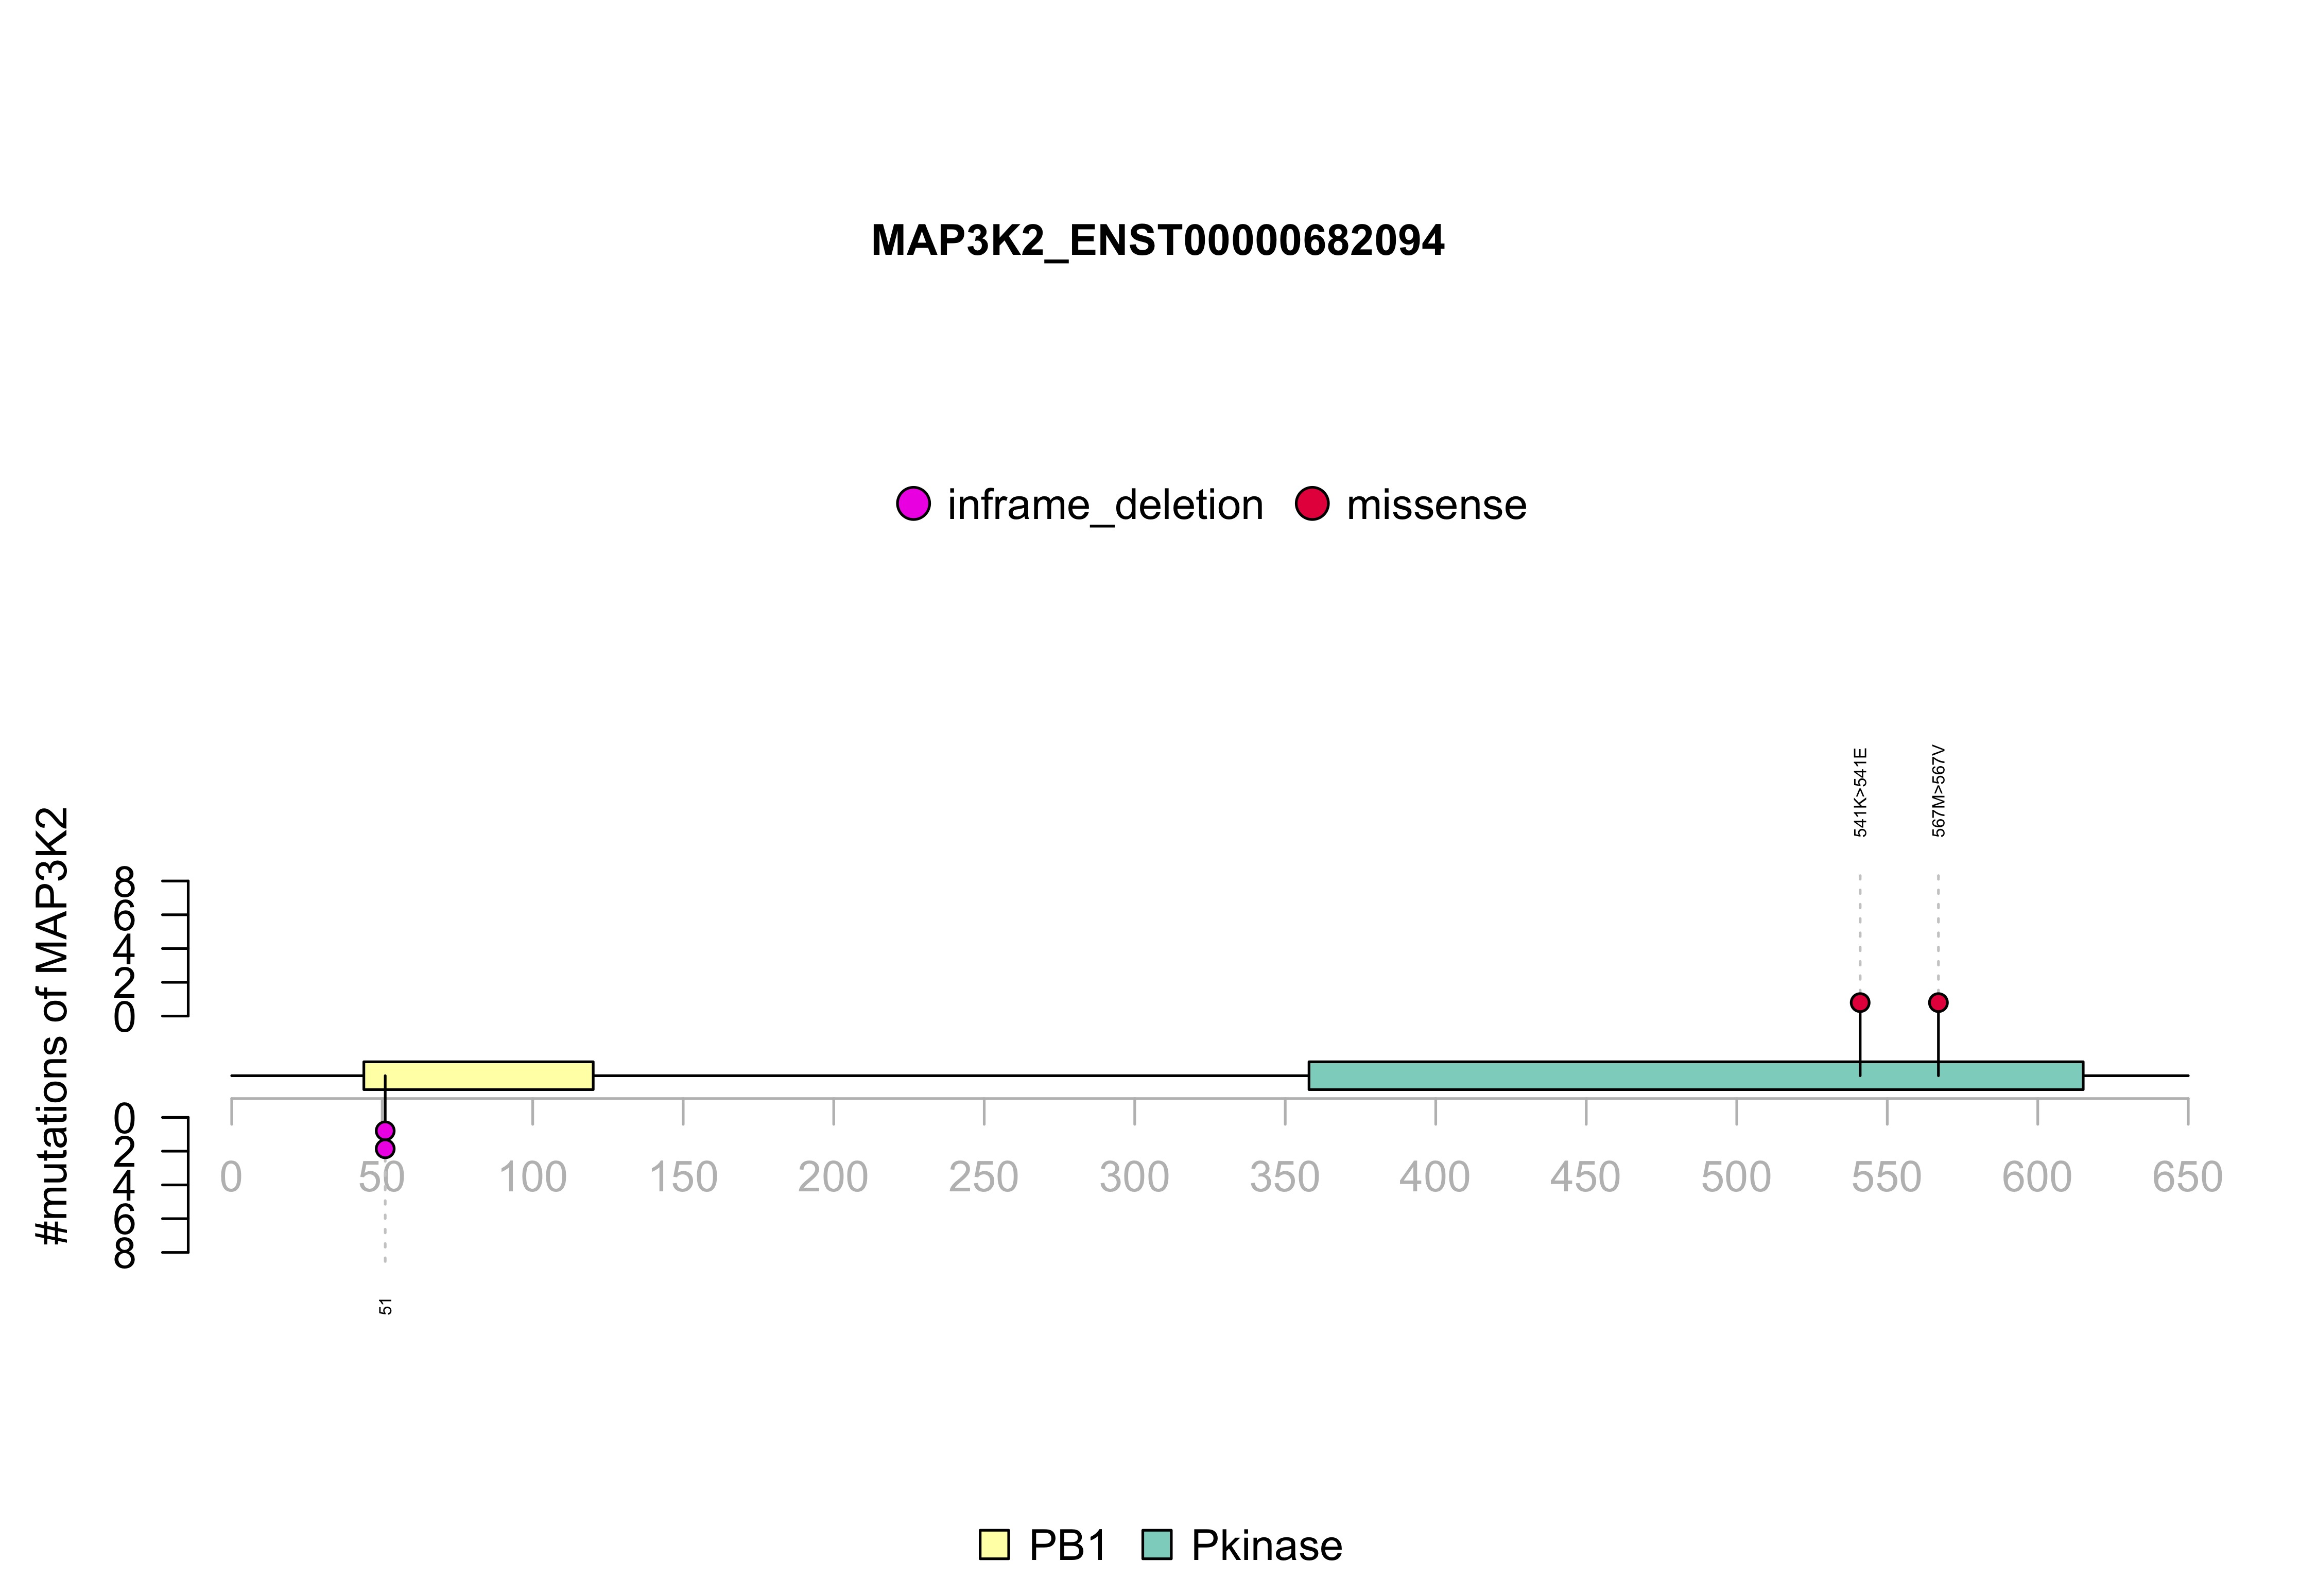 MAP3K2_ENST00000682094
inframe_deletion missense
541K>541E
567M>567V
#mutations of MAP3K2
8
6
4
2
0
0
2
4
6
8
0 50 100 150 200 250 300 350 400 450 500 550 600 650
51
PB1 Pkinase